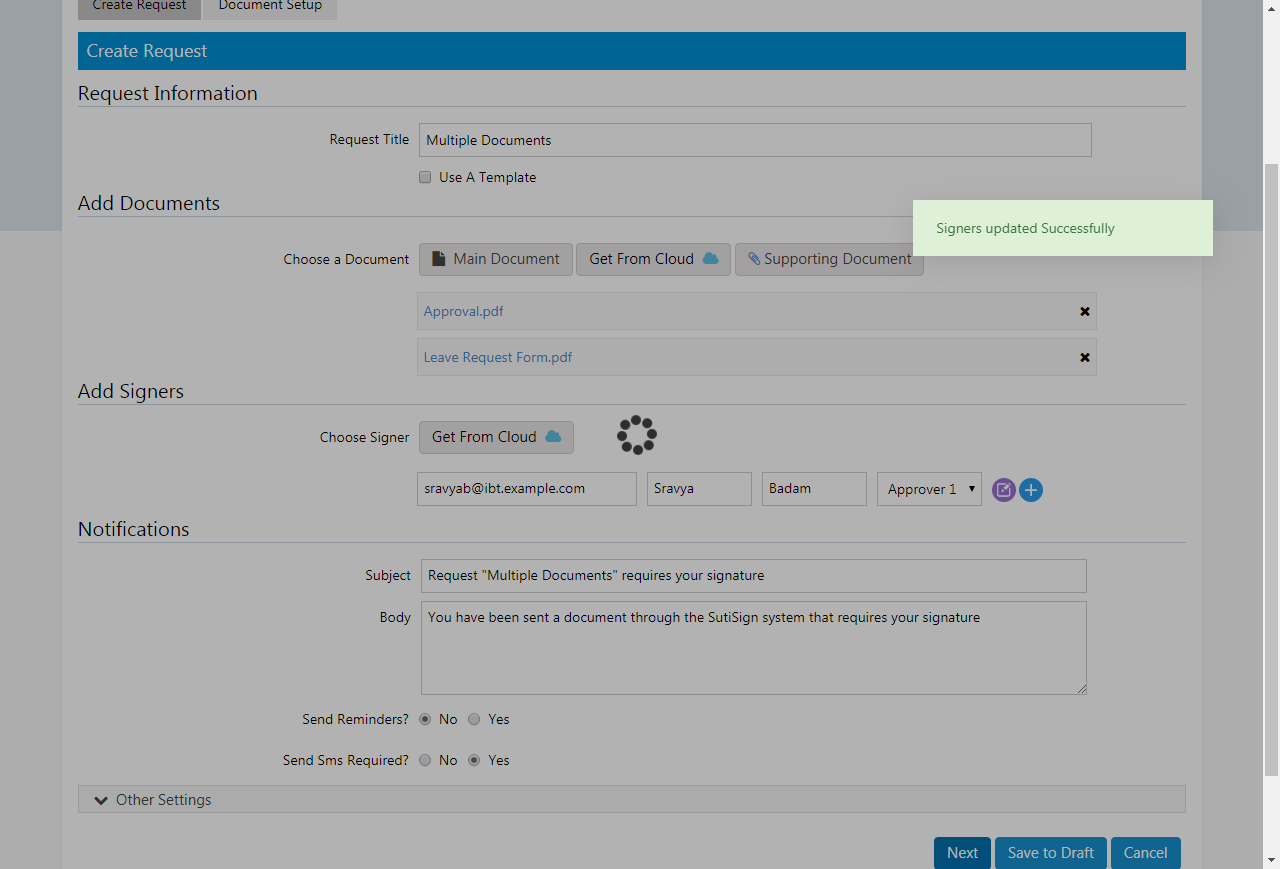 Create Request Document Setup
Create Request
Request Information
Request Title Multiple Documents
Use A Template
Add Documents
Signers updated Successfully
Choose a Document Main Document Get From Cloud Supporting Document
Approval.pdf
Leave Request Form.pdf
Add Signers
Choose Signer Get From Cloud
sravyab@ibt.example.com Sravya Badam Approver 1
Notifications
Subject Request "Multiple Documents" requires your signature
Body You have been sent a document through the SutiSign system that requires your signature
Send Reminders? No Yes
Send Sms Required? No Yes
Other Settings
Next Save to Draft Cancel